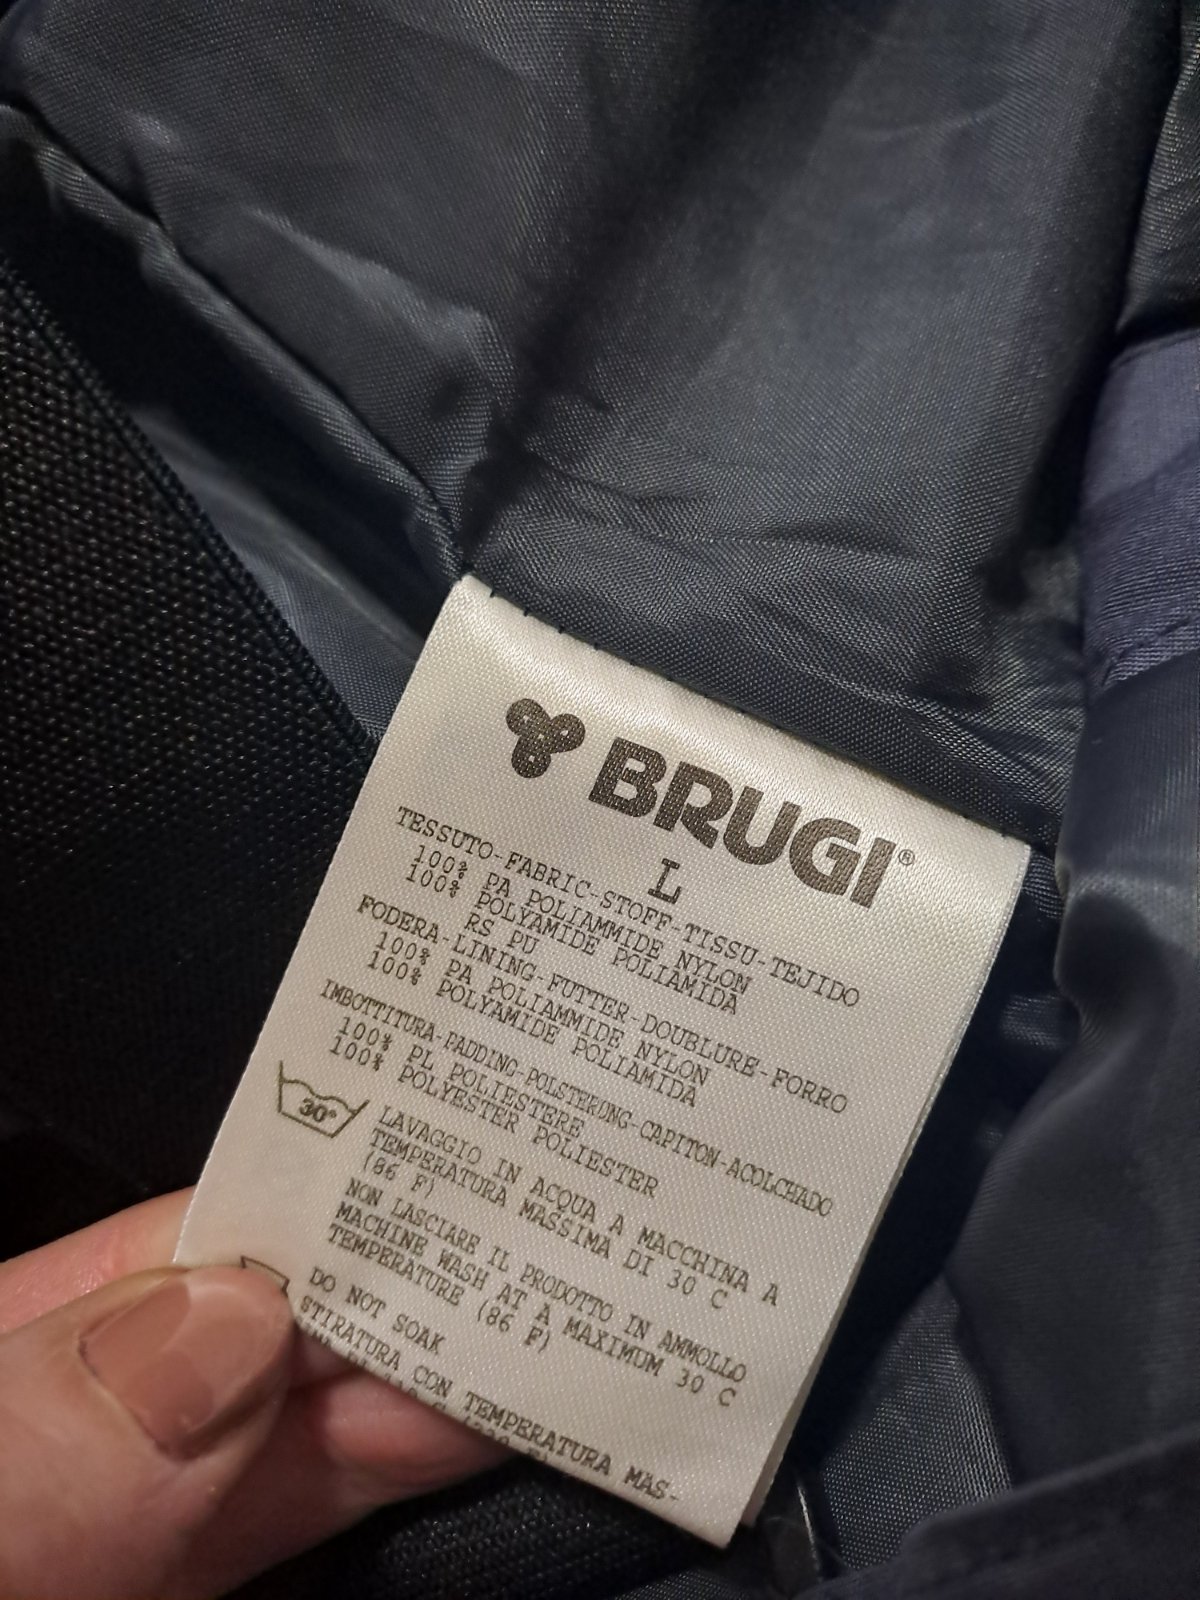 BRUGI®
L
TESSUTO-FABRIC-STOFF-TISSU-TEJIDO
100% PA POLIAMMIDE NYLON
100% POLYAMIDE POLIAMIDA
RS PU
FODERA-LINING-FUTTER-DOUBLURE-FORRO
100% PA POLIAMMIDE NYLON
100% POLYAMIDE POLIAMIDA
IMBOTTITURA-PADDING-POLSTERUNG-CAPITON-ACOLCHADO
100% PL POLIESTERE
100% POLYESTER POLIESTER
30°
LAVAGGIO IN ACQUA A MACCHINA A
TEMPERATURA MASSIMA DI 30 C
(86 F)
NON LASCIARE IL PRODOTTO IN AMMOLLO
MACHINE WASH AT A MAXIMUM 30 C
TEMPERATURE (86 F)
DO NOT SOAK
STIRATURA CON TEMPERATURA MAS-